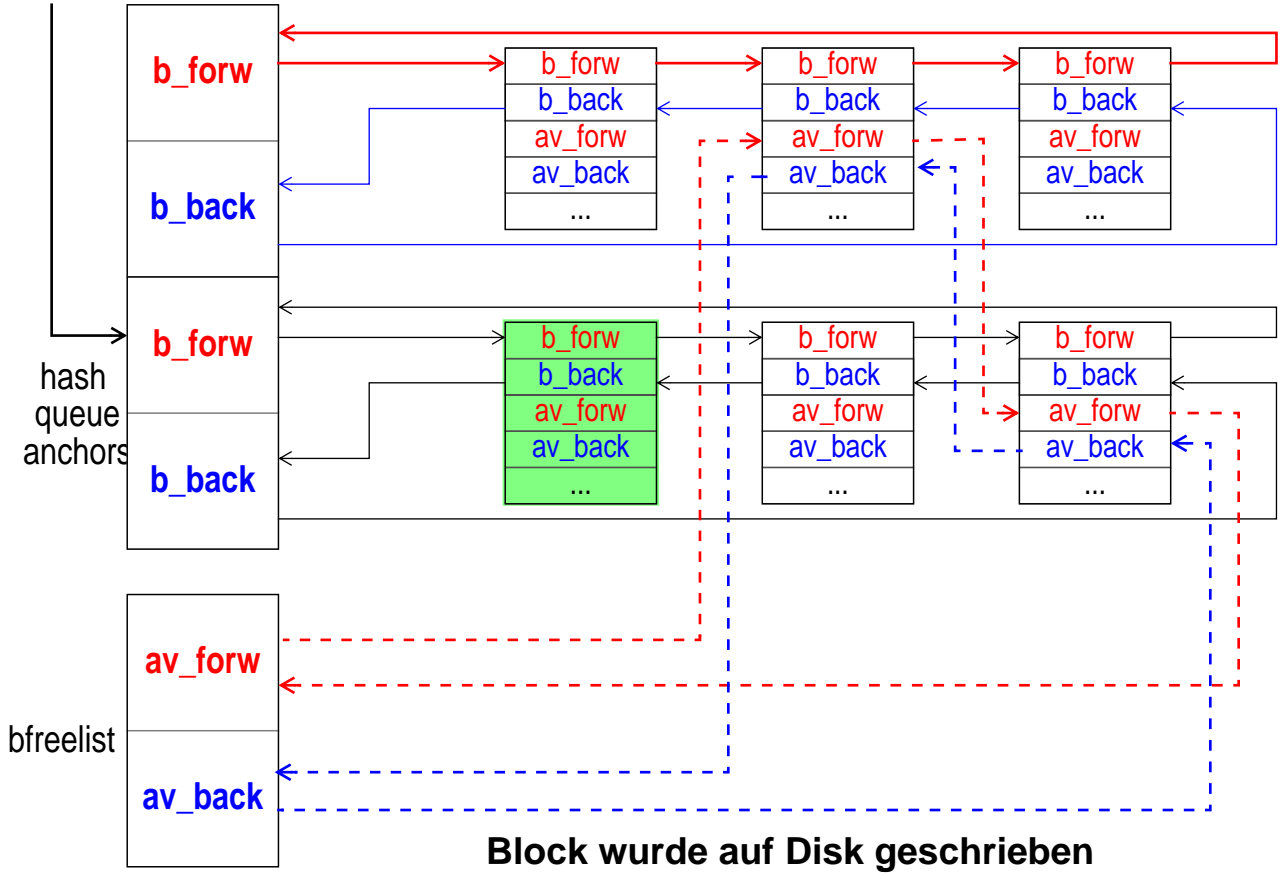 b_forw
b_forw
b_forw
b_forw
b_back
b_back
b_back
av_forw
av_forw
av_forw
b_back
av_back
av_back
av_back
...
...
...
b_forw
b_forw
b_forw
b_forw
hash
queue
anchors
b_back
b_back
b_back
av_forw
av_forw
av_forw
b_back
av_back
av_back
av_back
...
...
...
av_forw
bfreelist
av_back
Block wurde auf Disk geschrieben